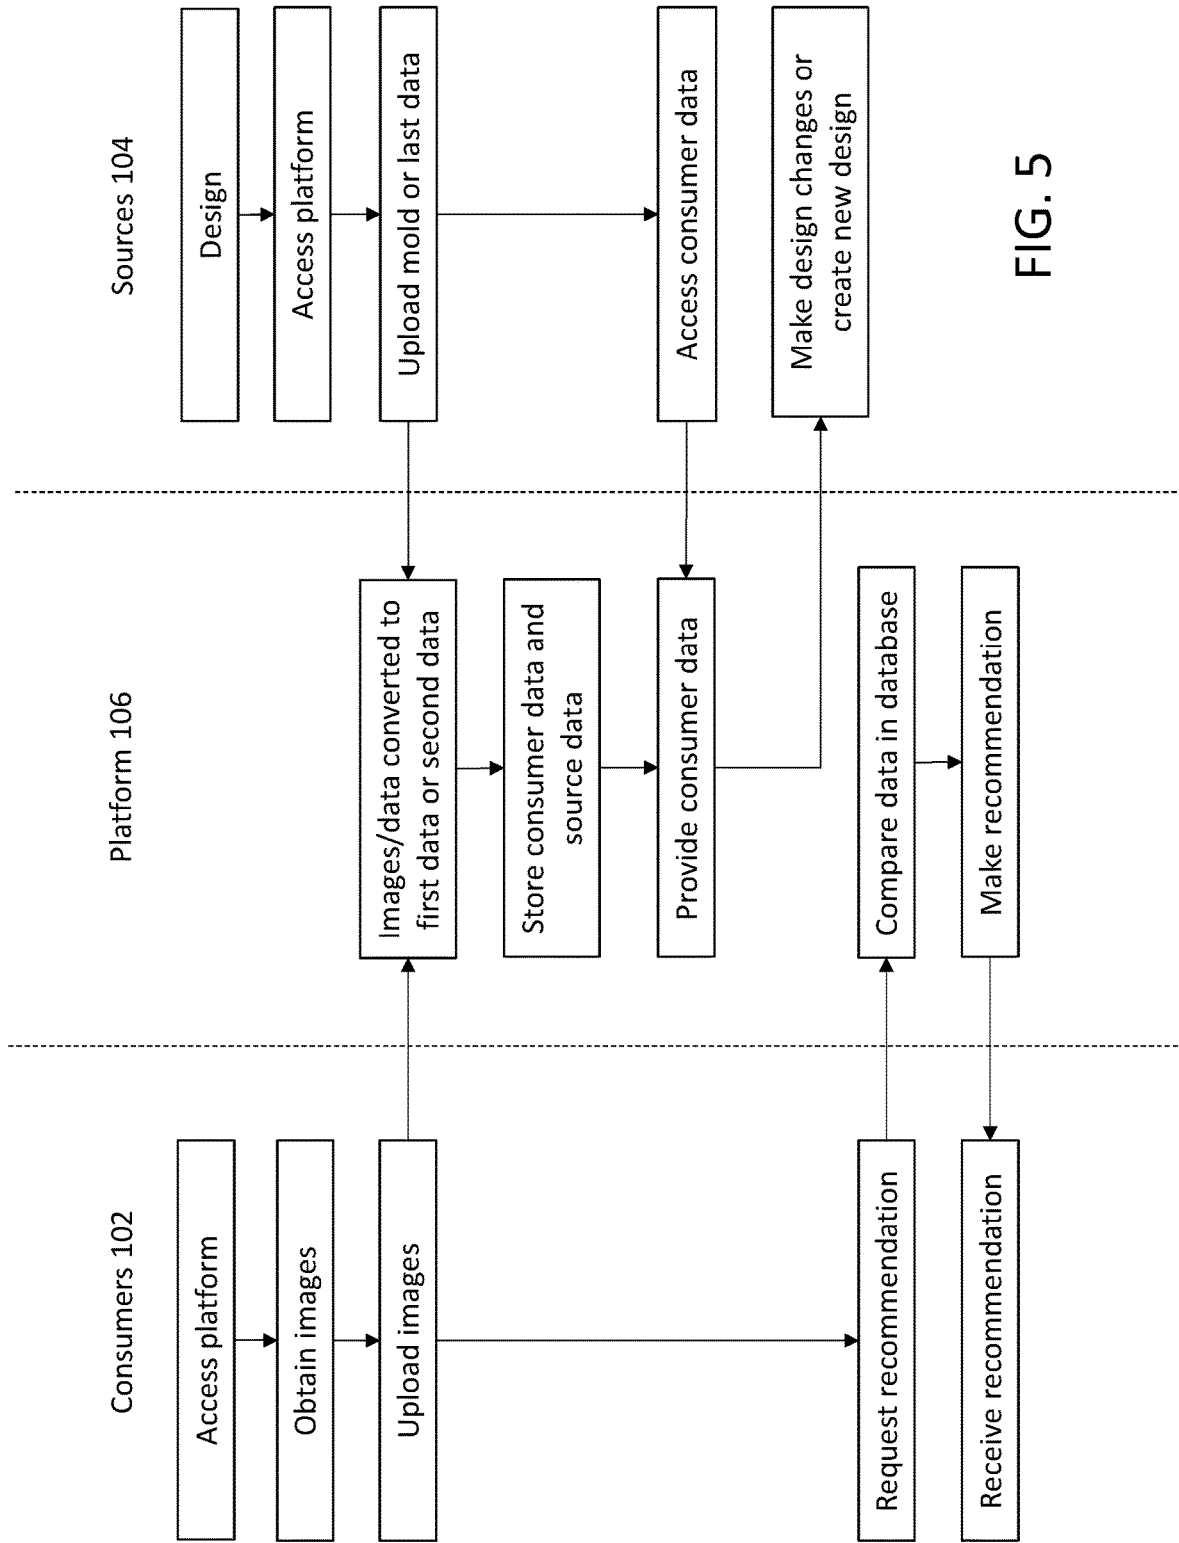 Consumers 102
Access platform
Obtain images
Upload images
Request recommendation
Receive recommendation
Platform 106
Images/data converted to
first data or second data
Store consumer data and
source data
Provide consumer data
Compare data in database
Make recommendation
Sources 104
Design
Access platform
Upload mold or last data
Access consumer data
Make design changes or
create new design
FIG. 5